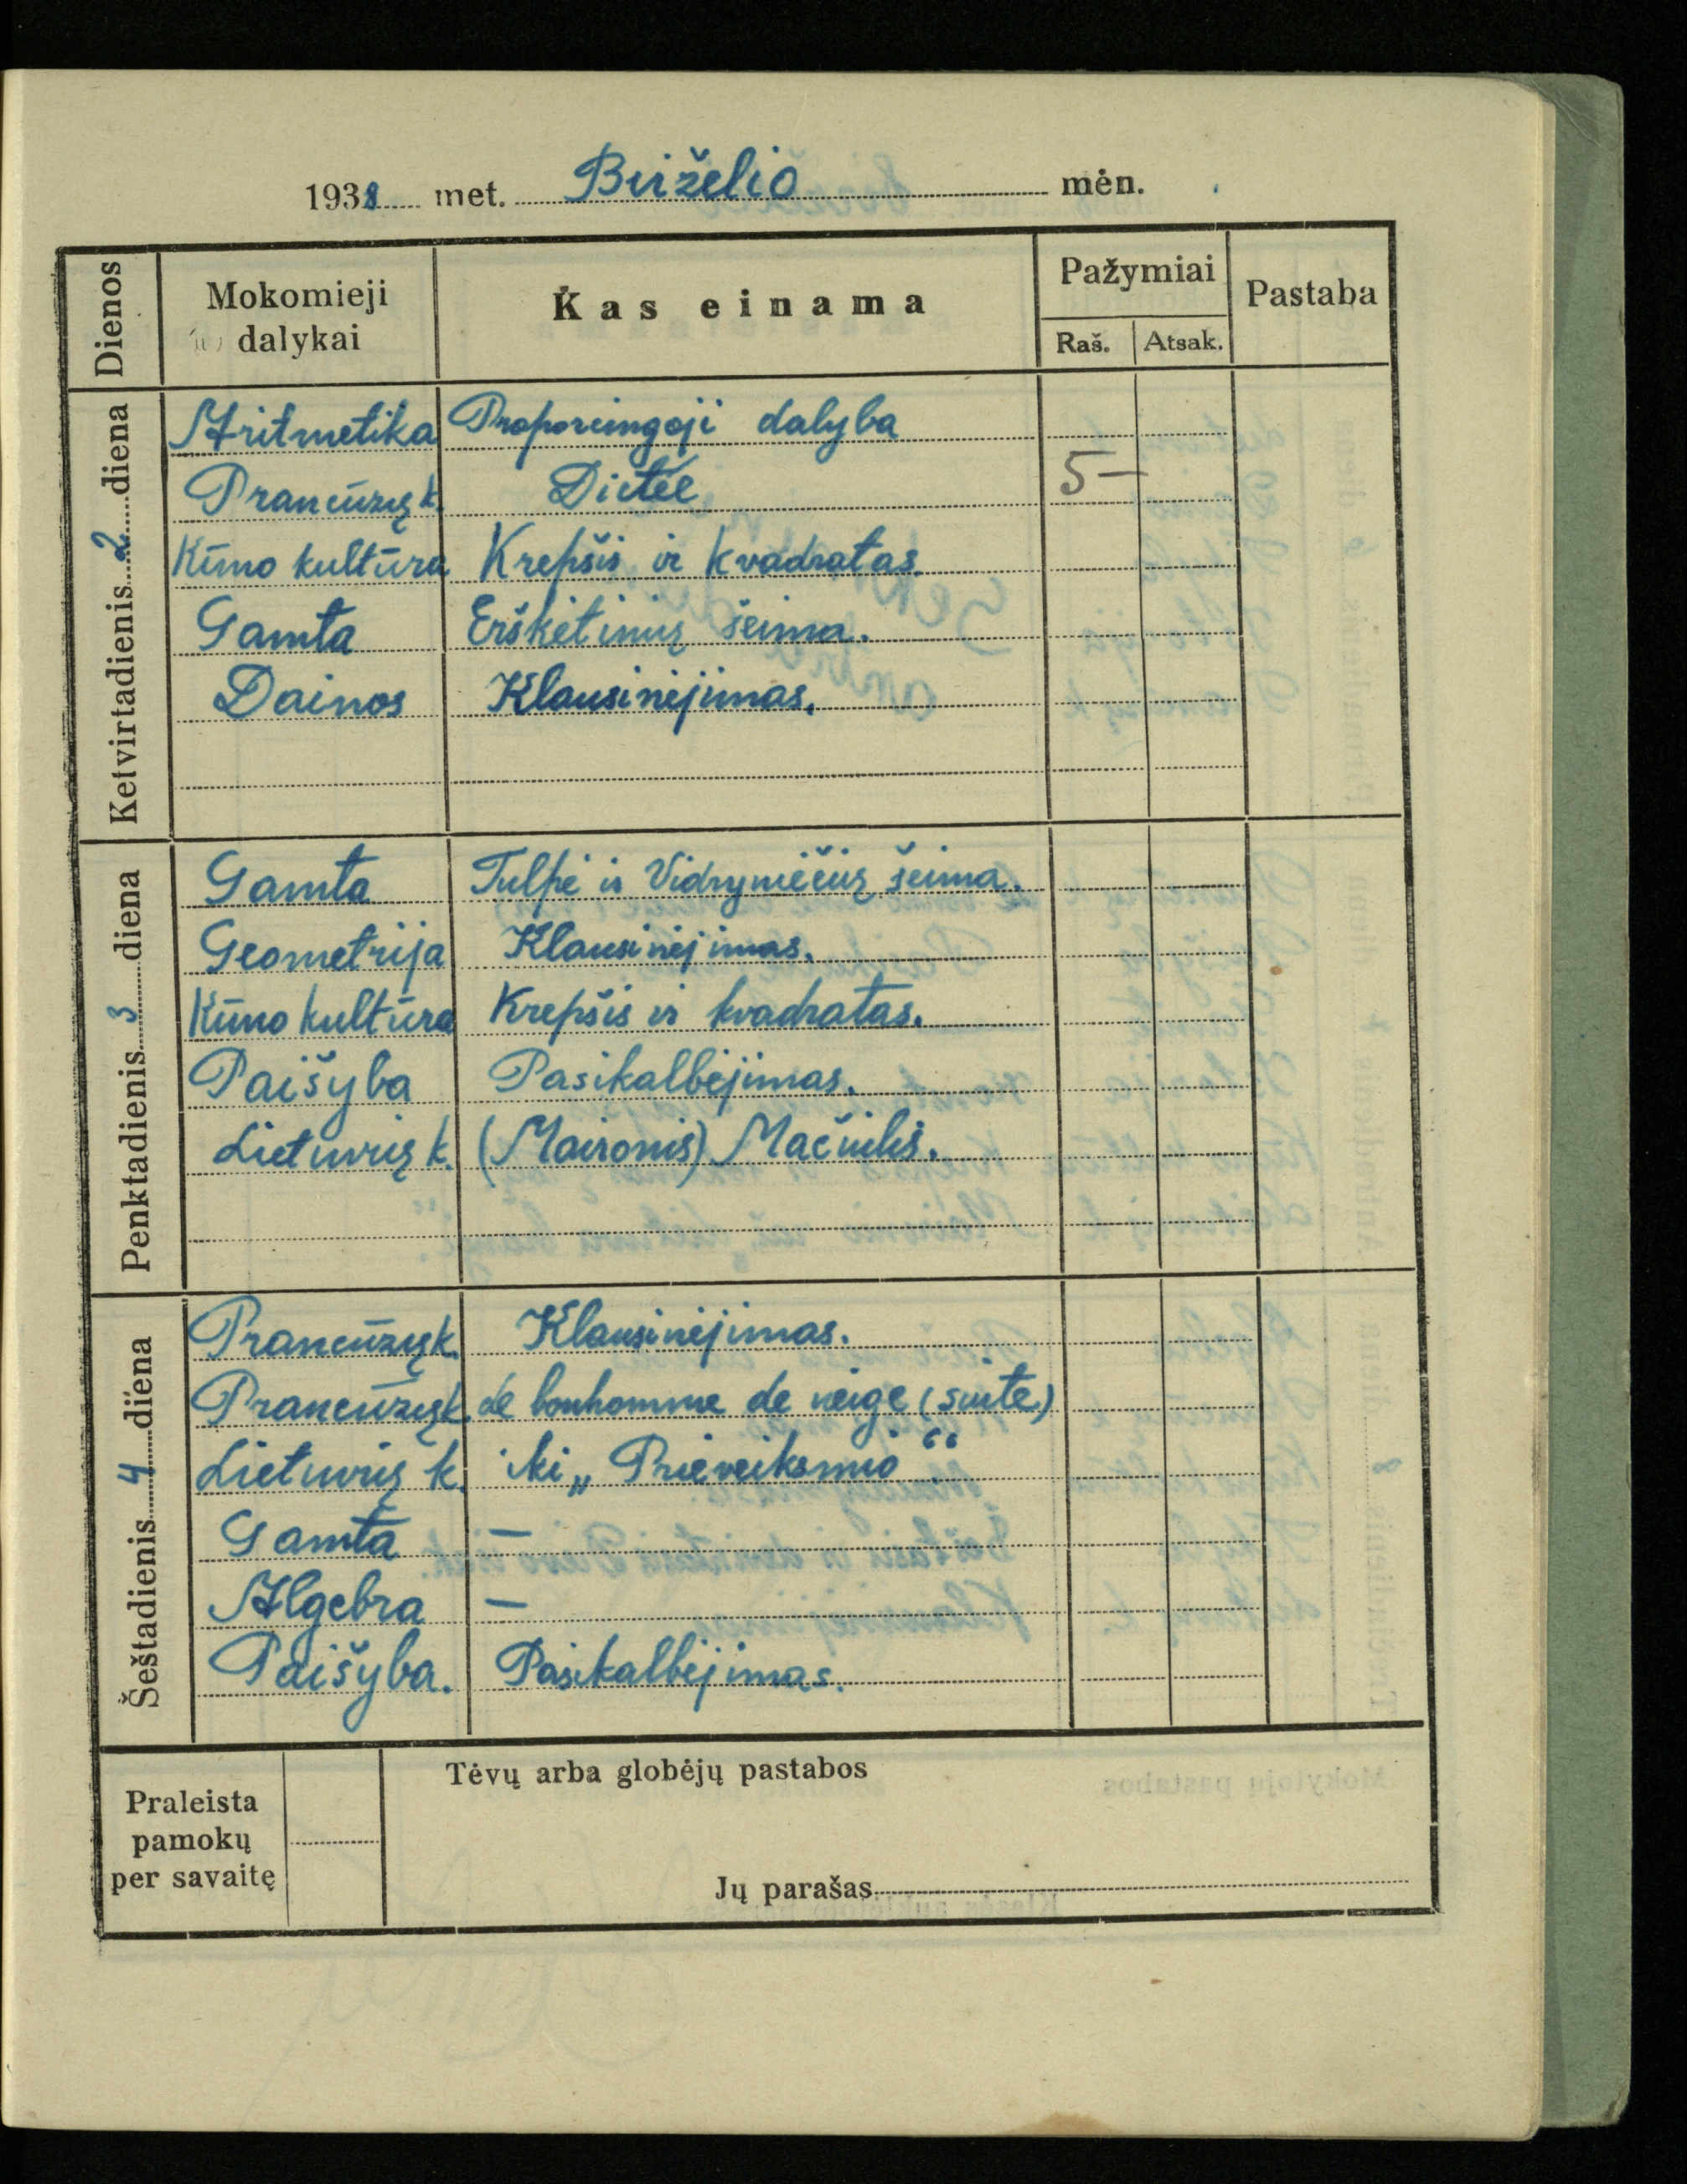 1938 met. Birželio mėn.
Dienos Mokomieji dalykai Kas einama Pažymiai Pastaba
Raš. Atsak.
Ketvirtadienis 2 diena
Aritmetika Proporcingoji dalyba
Prancūzų k. Dictée 5—
Kūno kultūra Krepšis ir kvadratas.
Gamta Erškėtinių šeima.
Dainos Klausinėjimas.
Penktadienis 3 diena
Gamta Tulpė ir Vidryniečių šeima.
Geometrija Klausinėjimas.
Kūno kultūra Krepšis ir kvadratas.
Paišyba Pasikalbėjimas.
Lietuvių k. (Maironis) Mačiulis.
Šeštadienis 4 diena
Prancūzų k. Klausinėjimas.
Prancūzų k. de bonhomme de neige (suite)
Lietuvių k. iki „Prieveiksmio“.
Gamta —
Algebra —
Paišyba. Pasikalbėjimas.
Praleista pamokų per savaitę
Tėvų arba globėjų pastabos
Jų parašas